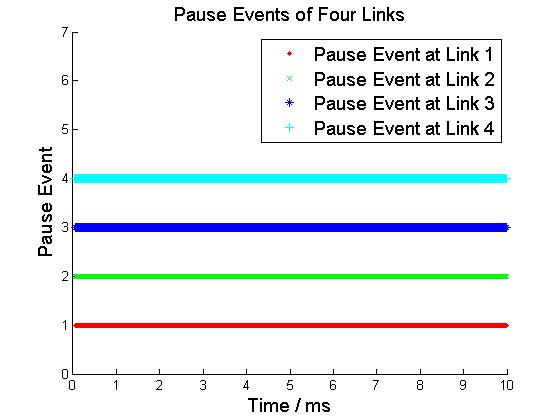 Pause Events of Four Links
7
6
5
4
3
2
1
0
Pause Event
Pause Event at Link 1
Pause Event at Link 2
Pause Event at Link 3
Pause Event at Link 4
0 1 2 3 4 5 6 7 8 9 10
Time / ms